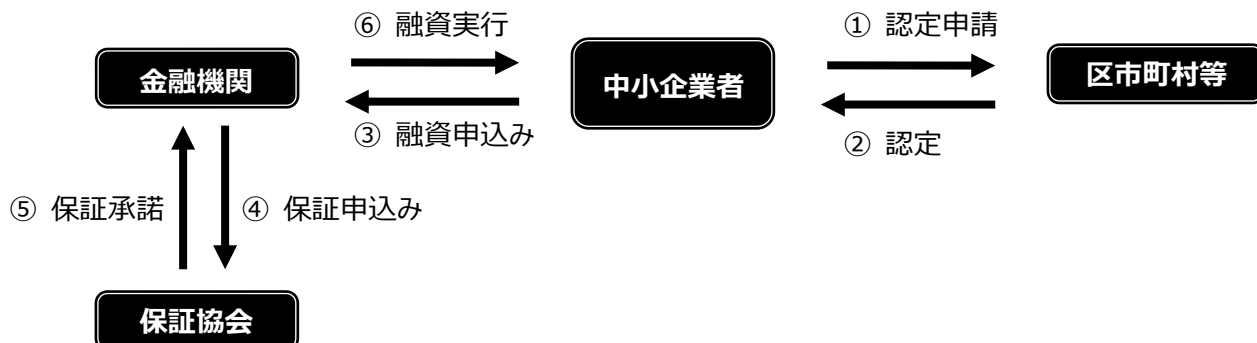 ⑥ 融資実行
① 認定申請
金融機関
中小企業者
区市町村等
③ 融資申込み
② 認定
⑤ 保証承諾
④ 保証申込み
保証協会